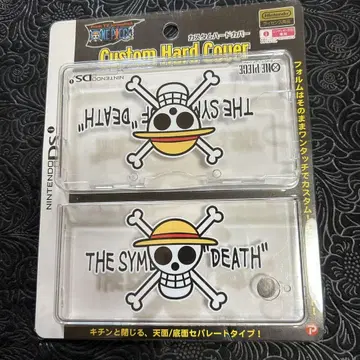 ONE PIECE
カスタムハードカバー
Custom Hard Cover
Nintendo
NINTENDO DSi
NINTENDO DSi
ONE PIECE
THE SYM "DEATH"
THE SYM "DEATH"
フォルムはそのままワンタッチでカスタム
キチンと閉じる、天面/底面セパレートタイプ！